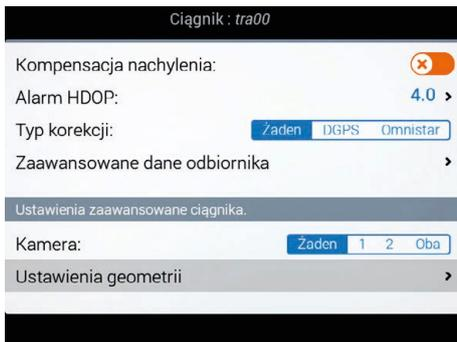 Ciągnik : tra00
Kompensacja nachylenia:
Alarm HDOP: 4.0 >
Typ korekcji: Żaden DGPS Omnistar
Zaawansowane dane odbiornika >
Ustawienia zaawansowane ciągnika.
Kamera: Żaden 1 2 Oba
Ustawienia geometrii >